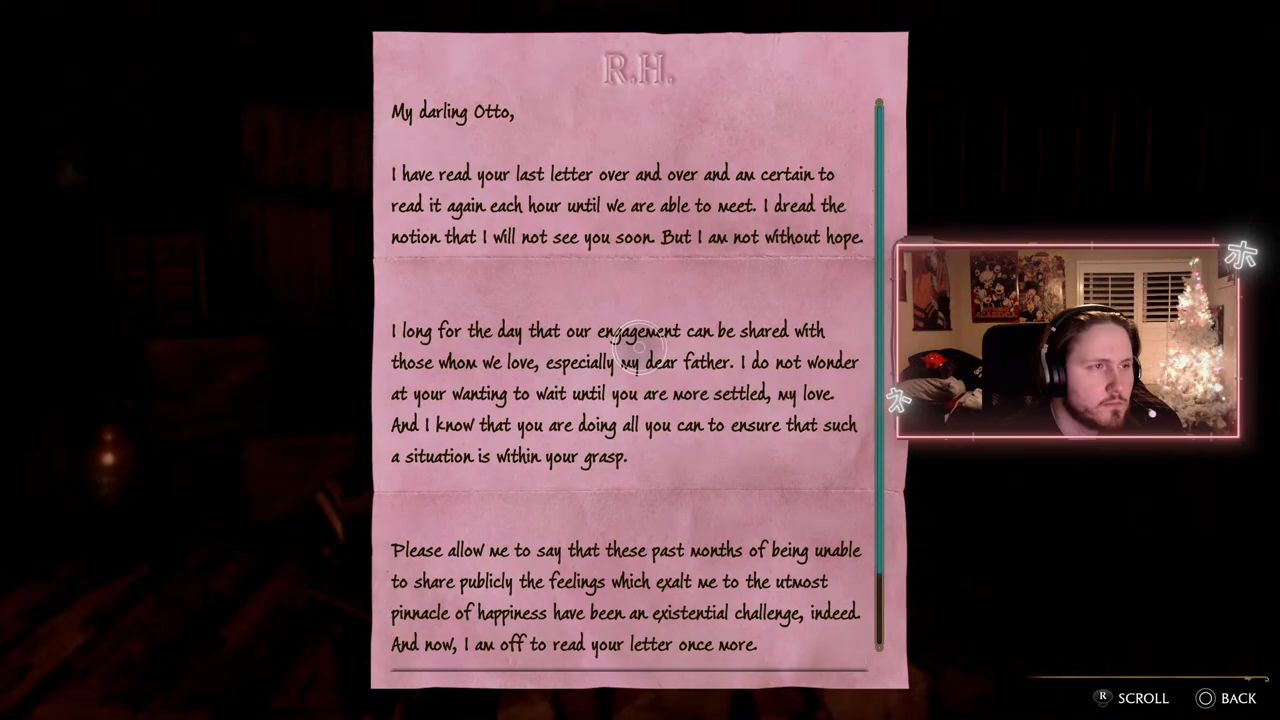 R.H.
My darling Otto,
I have read your last letter over and over and am certain to
read it again each hour until we are able to meet. I dread the
notion that I will not see you soon. But I am not without hope.
I long for the day that our engagement can be shared with
those whom we love, especially my dear father. I do not wonder
at your wanting to wait until you are more settled, my love.
And I know that you are doing all you can to ensure that such
a situation is within your grasp.
Please allow me to say that these past months of being unable
to share publicly the feelings which exalt me to the utmost
pinnacle of happiness have been an existential challenge, indeed.
And now, I am off to read your letter once more.
ホ
ネ
R SCROLL
BACK